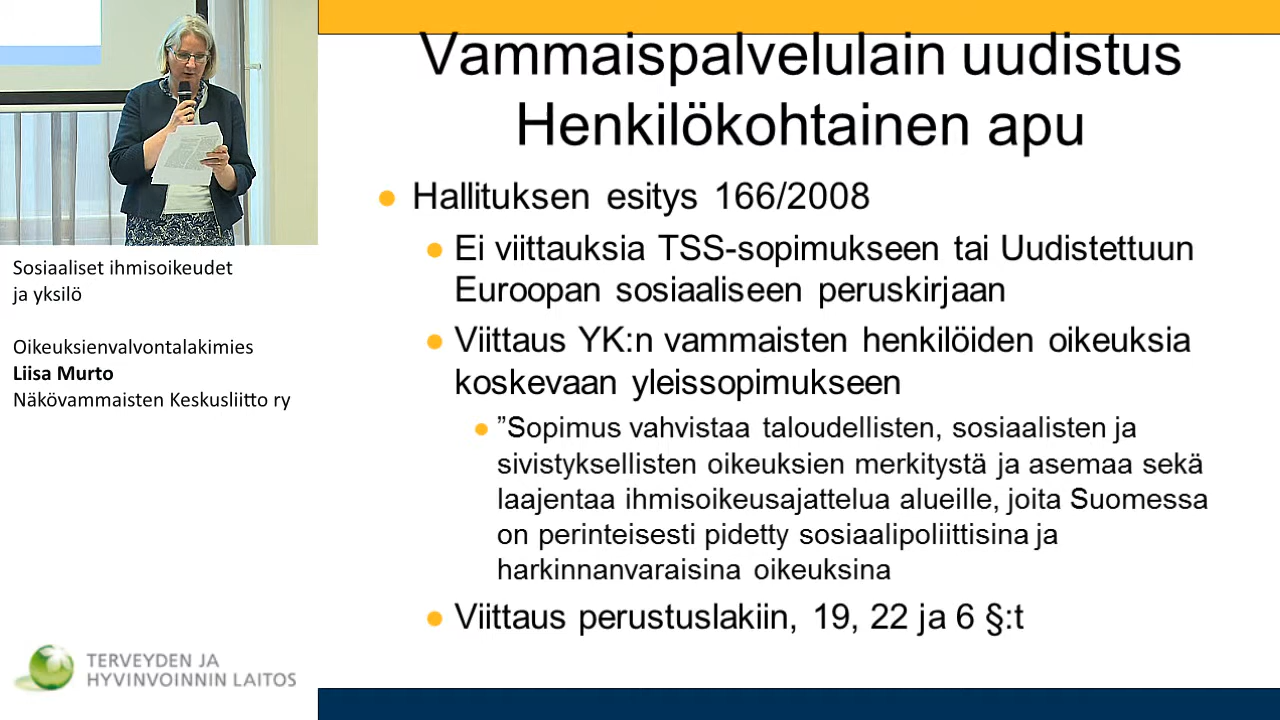 Vammaispalvelulain uudistus
Henkilökohtainen apu
Hallituksen esitys 166/2008
Ei viittauksia TSS-sopimukseen tai Uudistettuun
Euroopan sosiaaliseen peruskirjaan
Viittaus YK:n vammaisten henkilöiden oikeuksia
koskevaan yleissopimukseen
”Sopimus vahvistaa taloudellisten, sosiaalisten ja
sivistyksellisten oikeuksien merkitystä ja asemaa sekä
laajentaa ihmisoikeusajattelua alueille, joita Suomessa
on perinteisesti pidetty sosiaalipoliittisina ja
harkinnanvaraisina oikeuksina
Viittaus perustuslakiin, 19, 22 ja 6 §:t
Sosiaaliset ihmisoikeudet
ja yksilö
Oikeuksienvalvontalakimies
Liisa Murto
Näkövammaisten Keskusliitto ry
TERVEYDEN JA
HYVINVOINNIN LAITOS